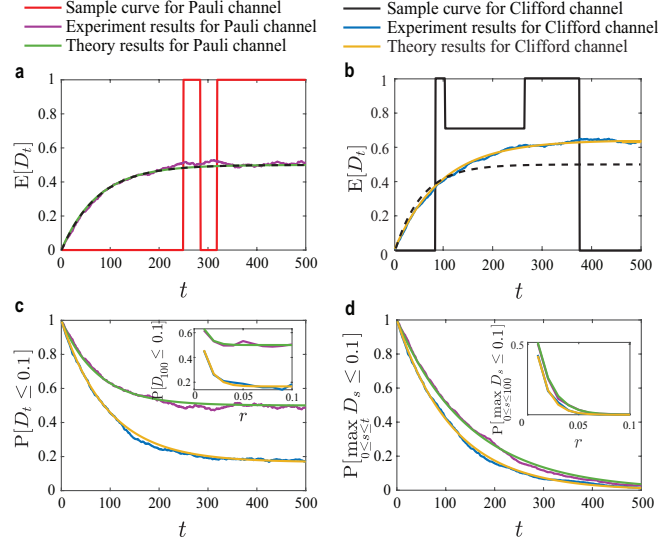 Sample curve for Pauli channel
Experiment results for Pauli channel
Theory results for Pauli channel
Sample curve for Clifford channel
Experiment results for Clifford channel
Theory results for Clifford channel
a
E[D_t]
1
0.8
0.6
0.4
0.2
0
0 100 200 300 400 500
t
b
E[D_t]
1
0.8
0.6
0.4
0.2
0
0 100 200 300 400 500
t
c
P[D_t ≤ 0.1]
1
0.8
0.6
0.4
0.2
0
0 100 200 300 400 500
t
P[D_100 ≤ 0.1]
0.6
0.4
0.2
0 0.05 0.1
r
d
P[max_{0≤s≤t} D_s ≤ 0.1]
1
0.8
0.6
0.4
0.2
0
0 100 200 300 400 500
t
P[max_{0≤s≤100} D_s ≤ 0.1]
0.5
0
0.05 0.1
r